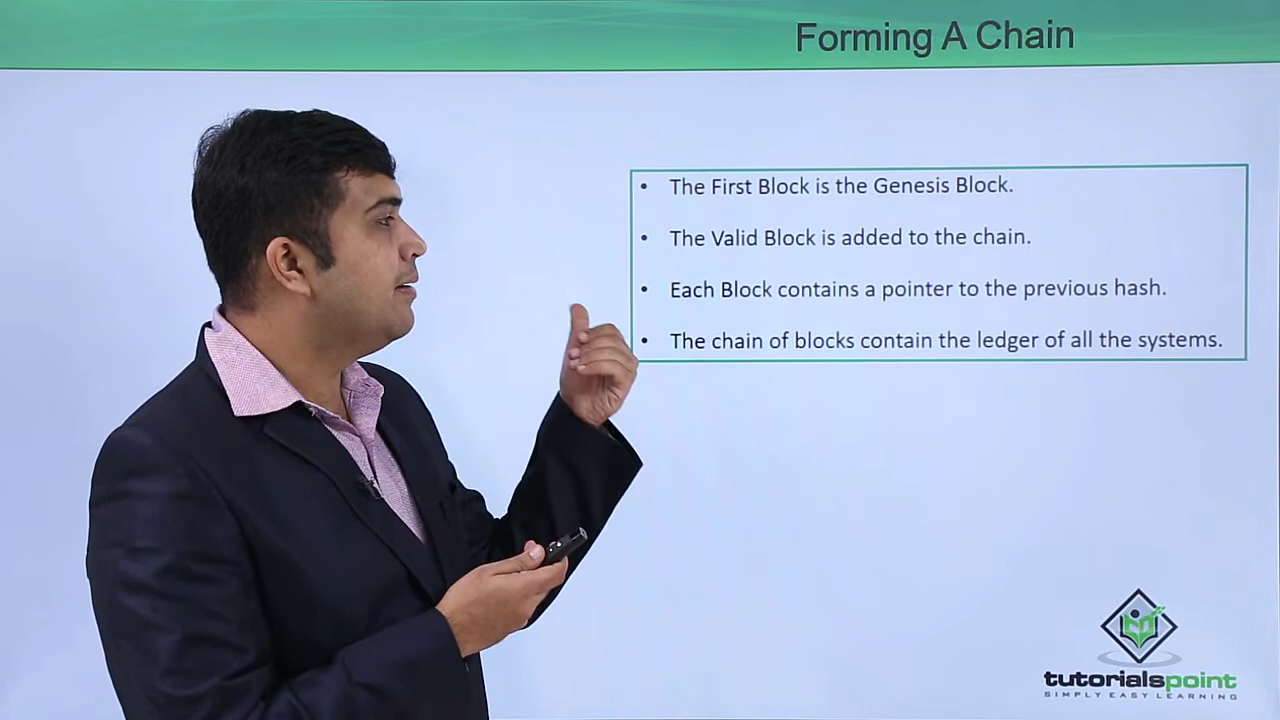 Forming A Chain
• The First Block is the Genesis Block.
• The Valid Block is added to the chain.
• Each Block contains a pointer to the previous hash.
• The chain of blocks contain the ledger of all the systems.
tutorialspoint
SIMPLY EASY LEARNING